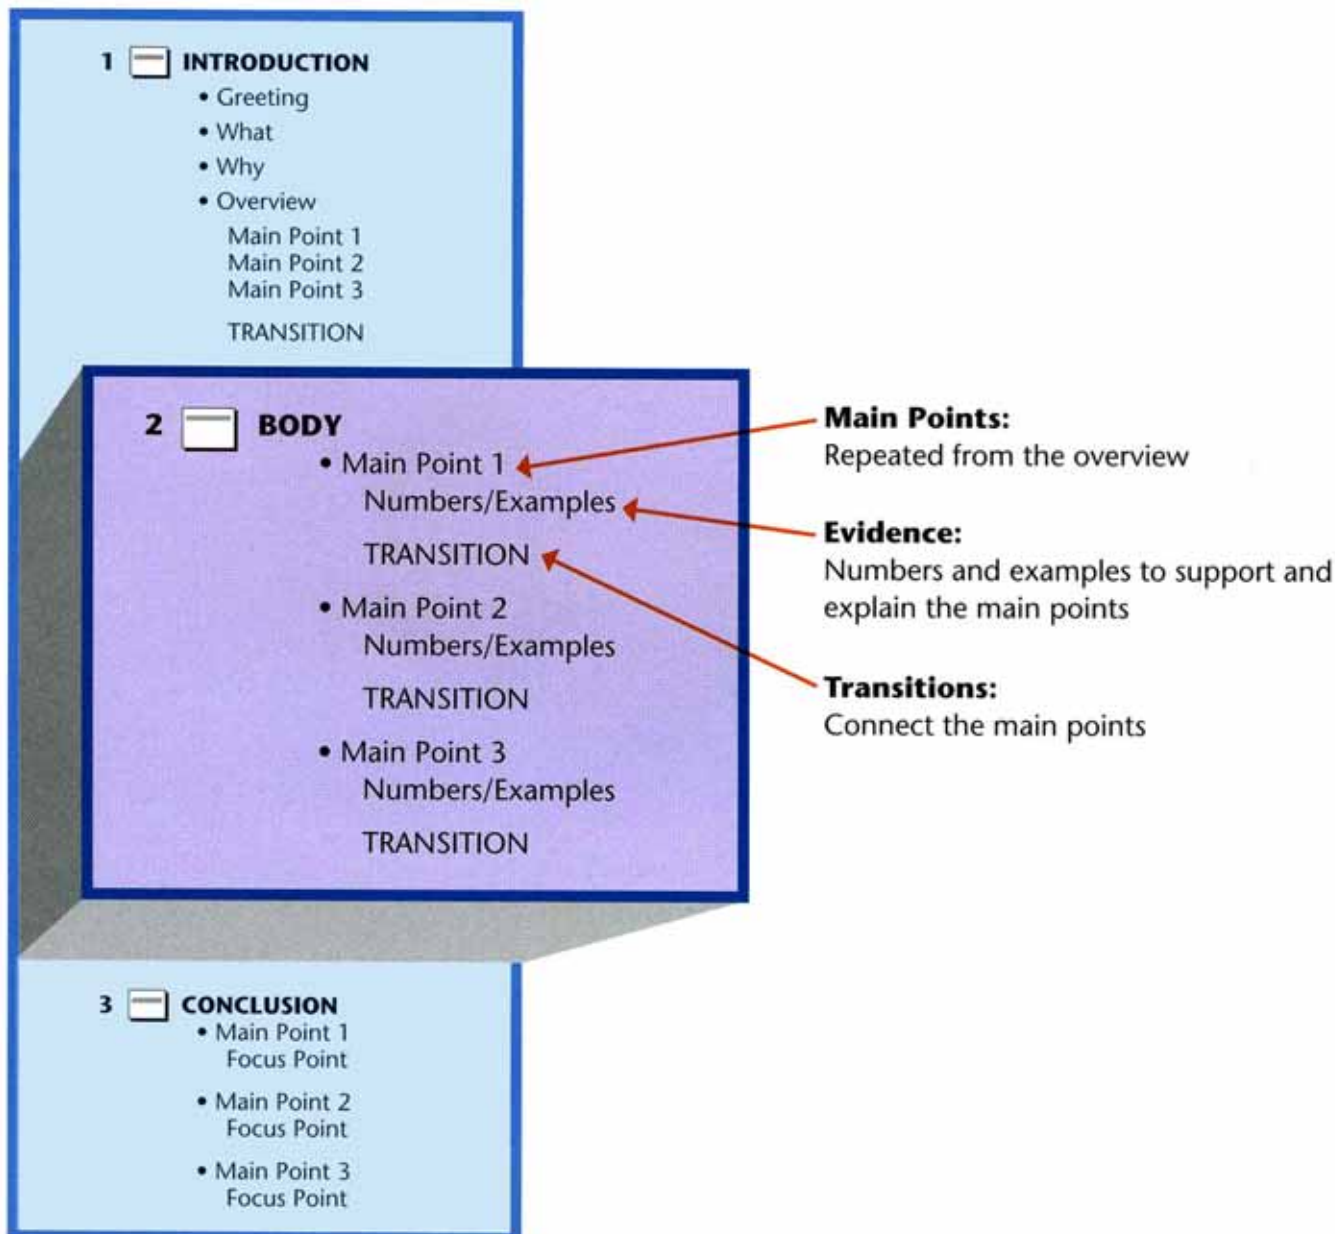 1 INTRODUCTION
• Greeting
• What
• Why
• Overview
Main Point 1
Main Point 2
Main Point 3
TRANSITION
2 BODY
• Main Point 1
Numbers/Examples
TRANSITION
• Main Point 2
Numbers/Examples
TRANSITION
• Main Point 3
Numbers/Examples
TRANSITION
Main Points:
Repeated from the overview
Evidence:
Numbers and examples to support and
explain the main points
Transitions:
Connect the main points
3 CONCLUSION
• Main Point 1
Focus Point
• Main Point 2
Focus Point
• Main Point 3
Focus Point